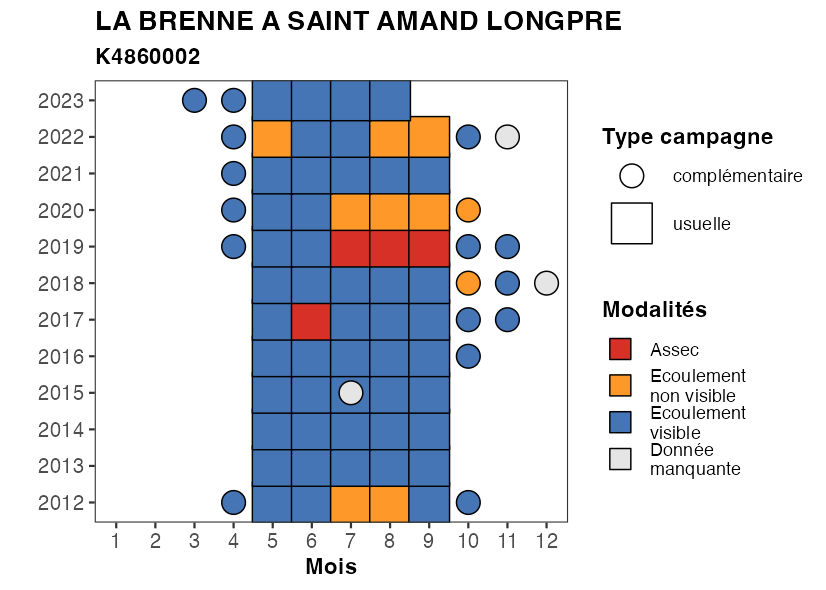 LA BRENNE A SAINT AMAND LONGPRE
K4860002
2023
2022
2021
2020
2019
2018
2017
2016
2015
2014
2013
2012
1 2 3 4 5 6 7 8 9 10 11 12
Mois
Type campagne
complémentaire
usuelle
Modalités
Assec
Ecoulement
non visible
Ecoulement
visible
Donnée
manquante